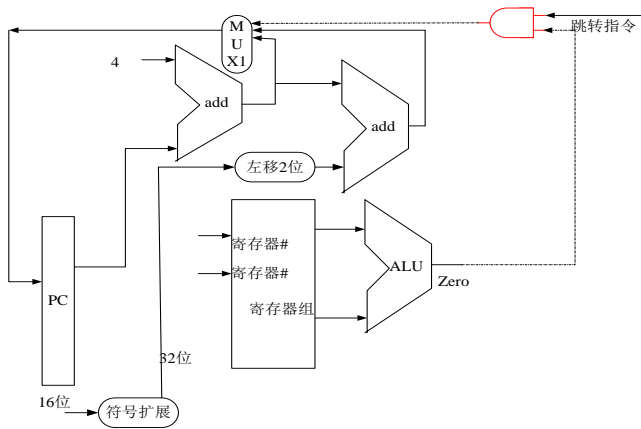 M
U
X1
跳转指令
4
add
add
左移2位
寄存器#
寄存器#
ALU
Zero
PC
寄存器组
32位
16位
符号扩展